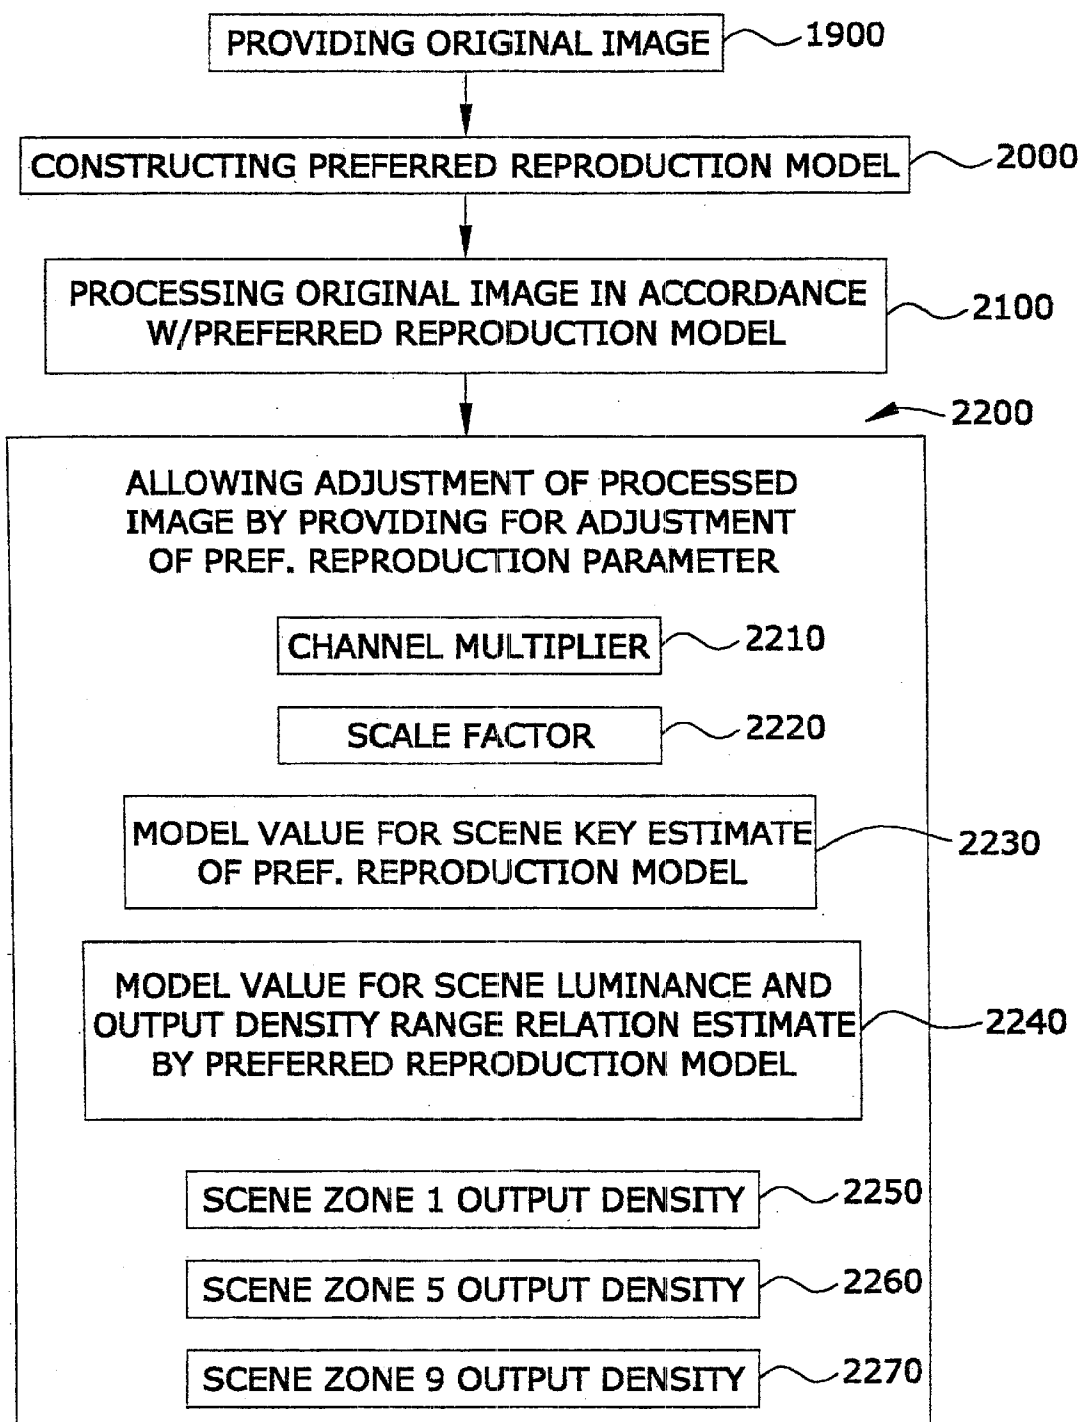 PROVIDING ORIGINAL IMAGE
1900
CONSTRUCTING PREFERRED REPRODUCTION MODEL
2000
PROCESSING ORIGINAL IMAGE IN ACCORDANCE
W/PREFERRED REPRODUCTION MODEL
2100
2200
ALLOWING ADJUSTMENT OF PROCESSED
IMAGE BY PROVIDING FOR ADJUSTMENT
OF PREF. REPRODUCTION PARAMETER
CHANNEL MULTIPLIER
2210
SCALE FACTOR
2220
MODEL VALUE FOR SCENE KEY ESTIMATE
OF PREF. REPRODUCTION MODEL
2230
MODEL VALUE FOR SCENE LUMINANCE AND
OUTPUT DENSITY RANGE RELATION ESTIMATE
BY PREFERRED REPRODUCTION MODEL
2240
SCENE ZONE 1 OUTPUT DENSITY
2250
SCENE ZONE 5 OUTPUT DENSITY
2260
SCENE ZONE 9 OUTPUT DENSITY
2270